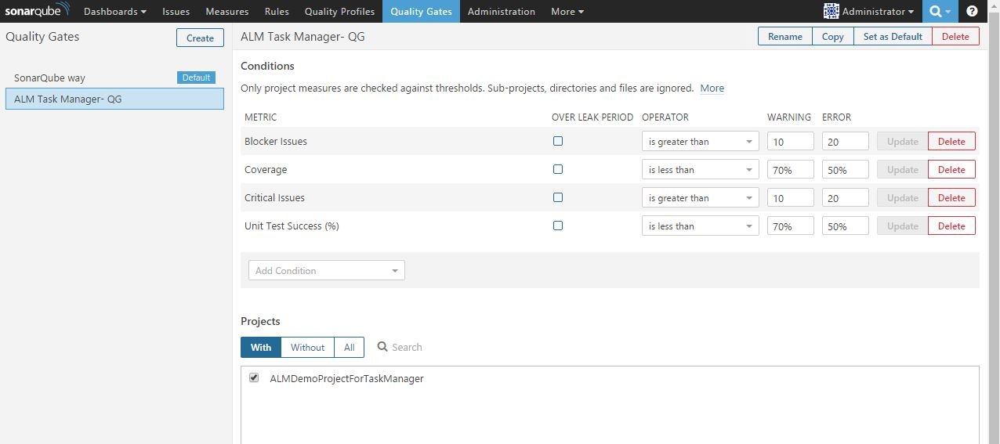 sonarqube Dashboards Issues Measures Rules Quality Profiles Quality Gates Administration More Administrator ?
Quality Gates Create
SonarQube way Default
ALM Task Manager- QG
ALM Task Manager- QG Rename Copy Set as Default Delete
Conditions
Only project measures are checked against thresholds. Sub-projects, directories and files are ignored. More
METRIC OVER LEAK PERIOD OPERATOR WARNING ERROR
Blocker Issues is greater than 10 20 Update Delete
Coverage is less than 70% 50% Update Delete
Critical Issues is greater than 10 20 Update Delete
Unit Test Success (%) is less than 70% 50% Update Delete
Add Condition
Projects
With Without All Search
ALMDemoProjectForTaskManager